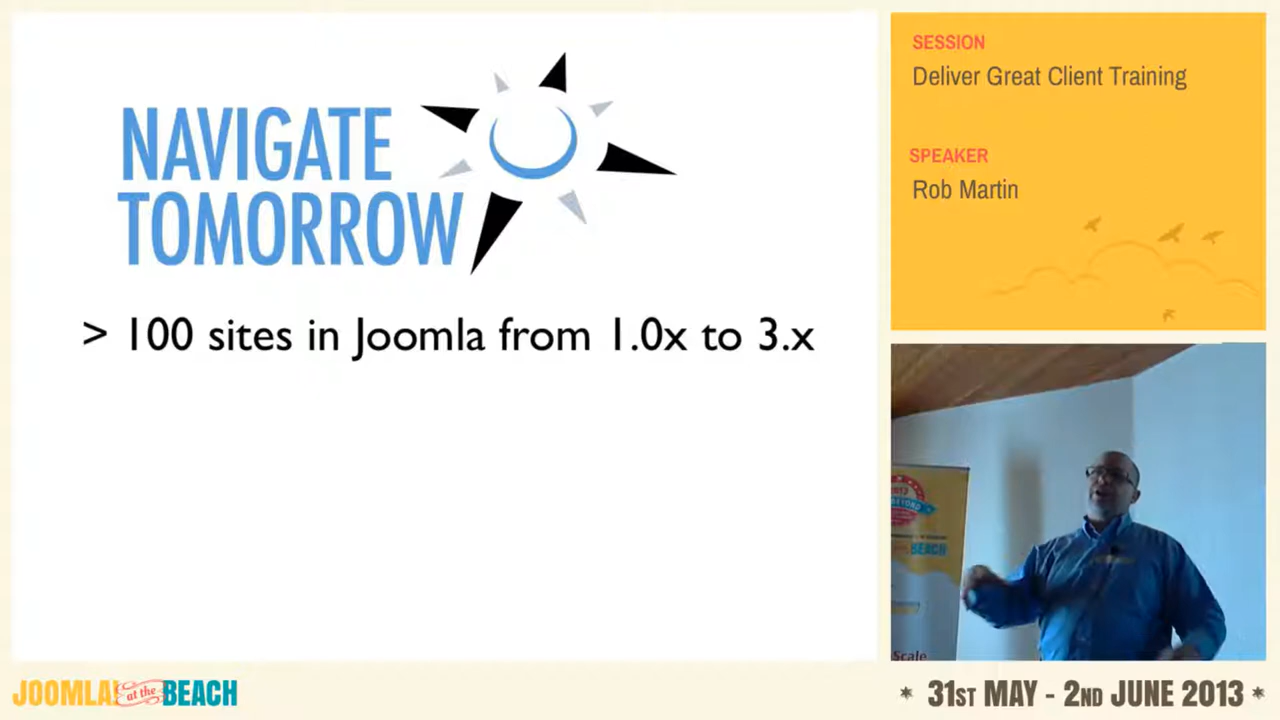 NAVIGATE
TOMORROW
> 100 sites in Joomla from 1.0x to 3.x
SESSION
Deliver Great Client Training
SPEAKER
Rob Martin
2013
BEACH
Scale
JOOMLA! at the BEACH
* 31ST MAY - 2ND JUNE 2013 *